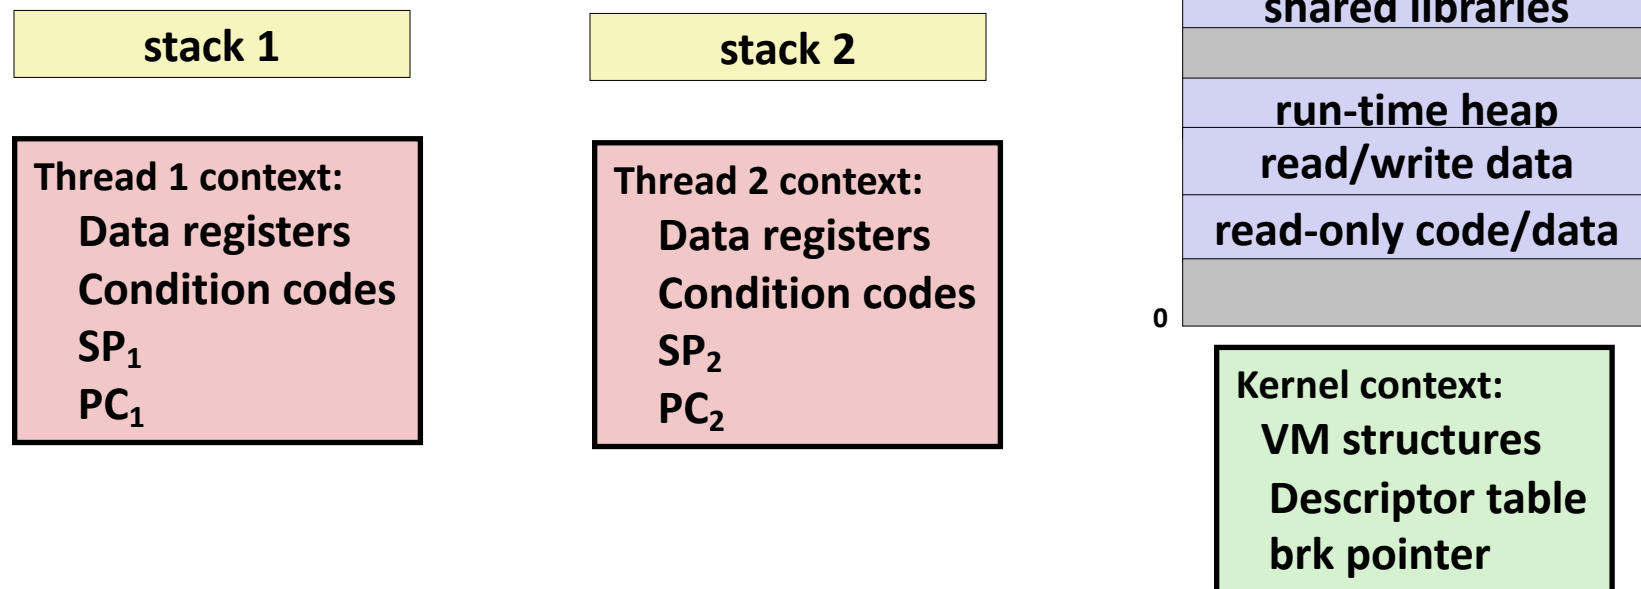 stack 1
Thread 1 context:
Data registers
Condition codes
SP₁
PC₁
stack 2
Thread 2 context:
Data registers
Condition codes
SP₂
PC₂
shared libraries
run-time heap
read/write data
read-only code/data
0
Kernel context:
VM structures
Descriptor table
brk pointer